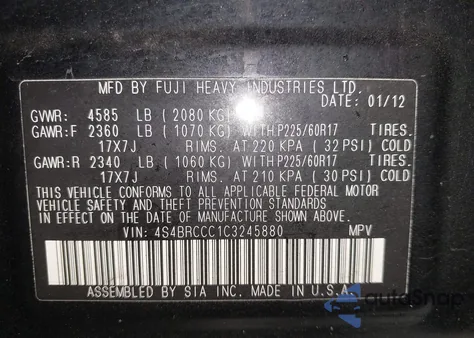 MFD BY FUJI HEAVY INDUSTRIES LTD.
DATE: 01/12
GVWR: 4585 LB ( 2080 KG)
GAWR:F 2360 LB ( 1070 KG) WITH P225/60R17 TIRES.
17X7J RIMS. AT 220 KPA ( 32 PSI) COLD
GAWR:R 2340 LB ( 1060 KG) WITH P225/60R17 TIRES.
17X7J RIMS. AT 210 KPA ( 30 PSI) COLD
THIS VEHICLE CONFORMS TO ALL APPLICABLE FEDERAL MOTOR
VEHICLE SAFETY AND THEFT PREVENTION STANDARDS
IN EFFECT ON THE DATE OF MANUFACTURE SHOWN ABOVE.
VIN: 4S4BRCCC1C3245880 MPV
ASSEMBLED BY SIA INC. MADE IN U.S.A.
autoSnap